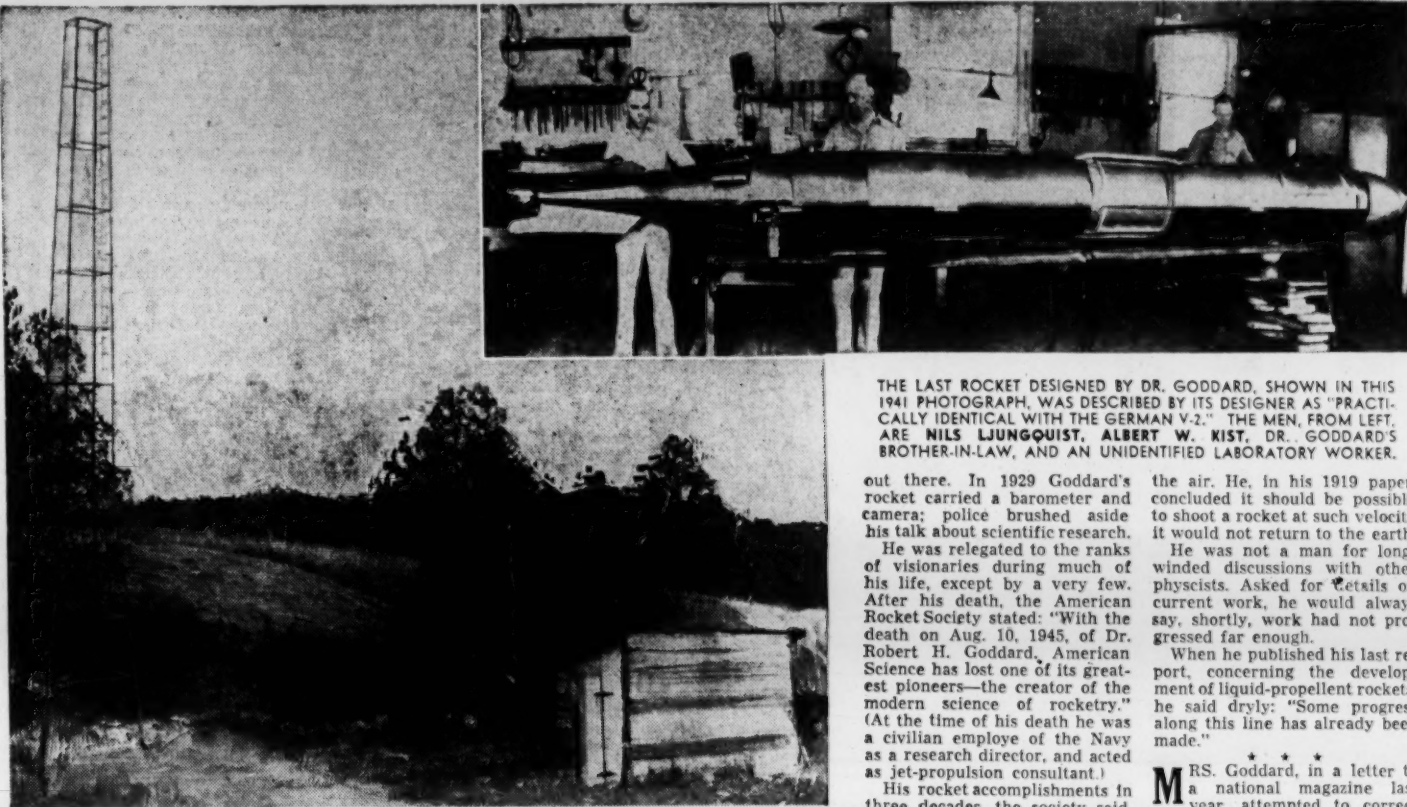 THE LAST ROCKET DESIGNED BY DR. GODDARD, SHOWN IN THIS
1941 PHOTOGRAPH, WAS DESCRIBED BY ITS DESIGNER AS "PRACTI-
CALLY IDENTICAL WITH THE GERMAN V-2." THE MEN, FROM LEFT,
ARE NILS LJUNGQUIST, ALBERT W. KIST, DR. GODDARD'S
BROTHER-IN-LAW, AND AN UNIDENTIFIED LABORATORY WORKER.
out there. In 1929 Goddard's
rocket carried a barometer and
camera; police brushed aside
his talk about scientific research.
He was relegated to the ranks
of visionaries during much of
his life, except by a very few.
After his death, the American
Rocket Society stated: "With the
death on Aug. 10, 1945, of Dr.
Robert H. Goddard, American
Science has lost one of its great-
est pioneers—the creator of the
modern science of rocketry."
(At the time of his death he was
a civilian employe of the Navy
as a research director, and acted
as jet-propulsion consultant.)
His rocket accomplishments in
three decades, the society said,
the air. He, in his 1919 paper
concluded it should be possibl
to shoot a rocket at such velocit
it would not return to the earth
He was not a man for long
winded discussions with othe
physcists. Asked for details o
current work, he would alway
say, shortly, work had not pro
gressed far enough.
When he published his last re
port, concerning the develop
ment of liquid-propellent rocket
he said dryly: "Some progres
along this line has already bee
made."
★ ★ ★
MRS. Goddard, in a letter t
a national magazine las
year attempted to correc